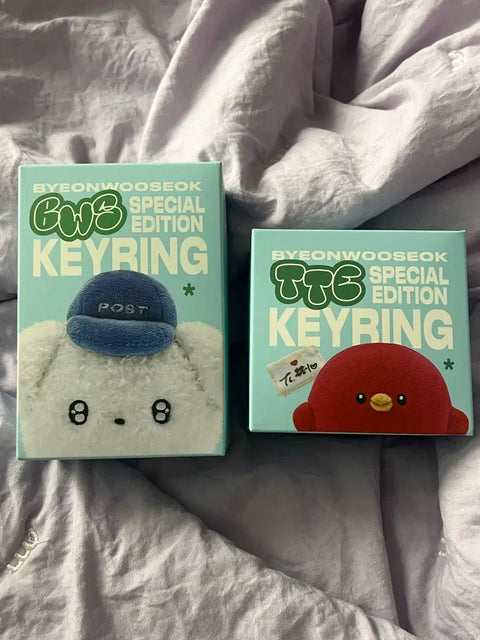 BYEONWOOSEOK
BWS SPECIAL
EDITION
KEYRING
POST
BYEONWOOSEOK
TTE SPECIAL
EDITION
KEYRING